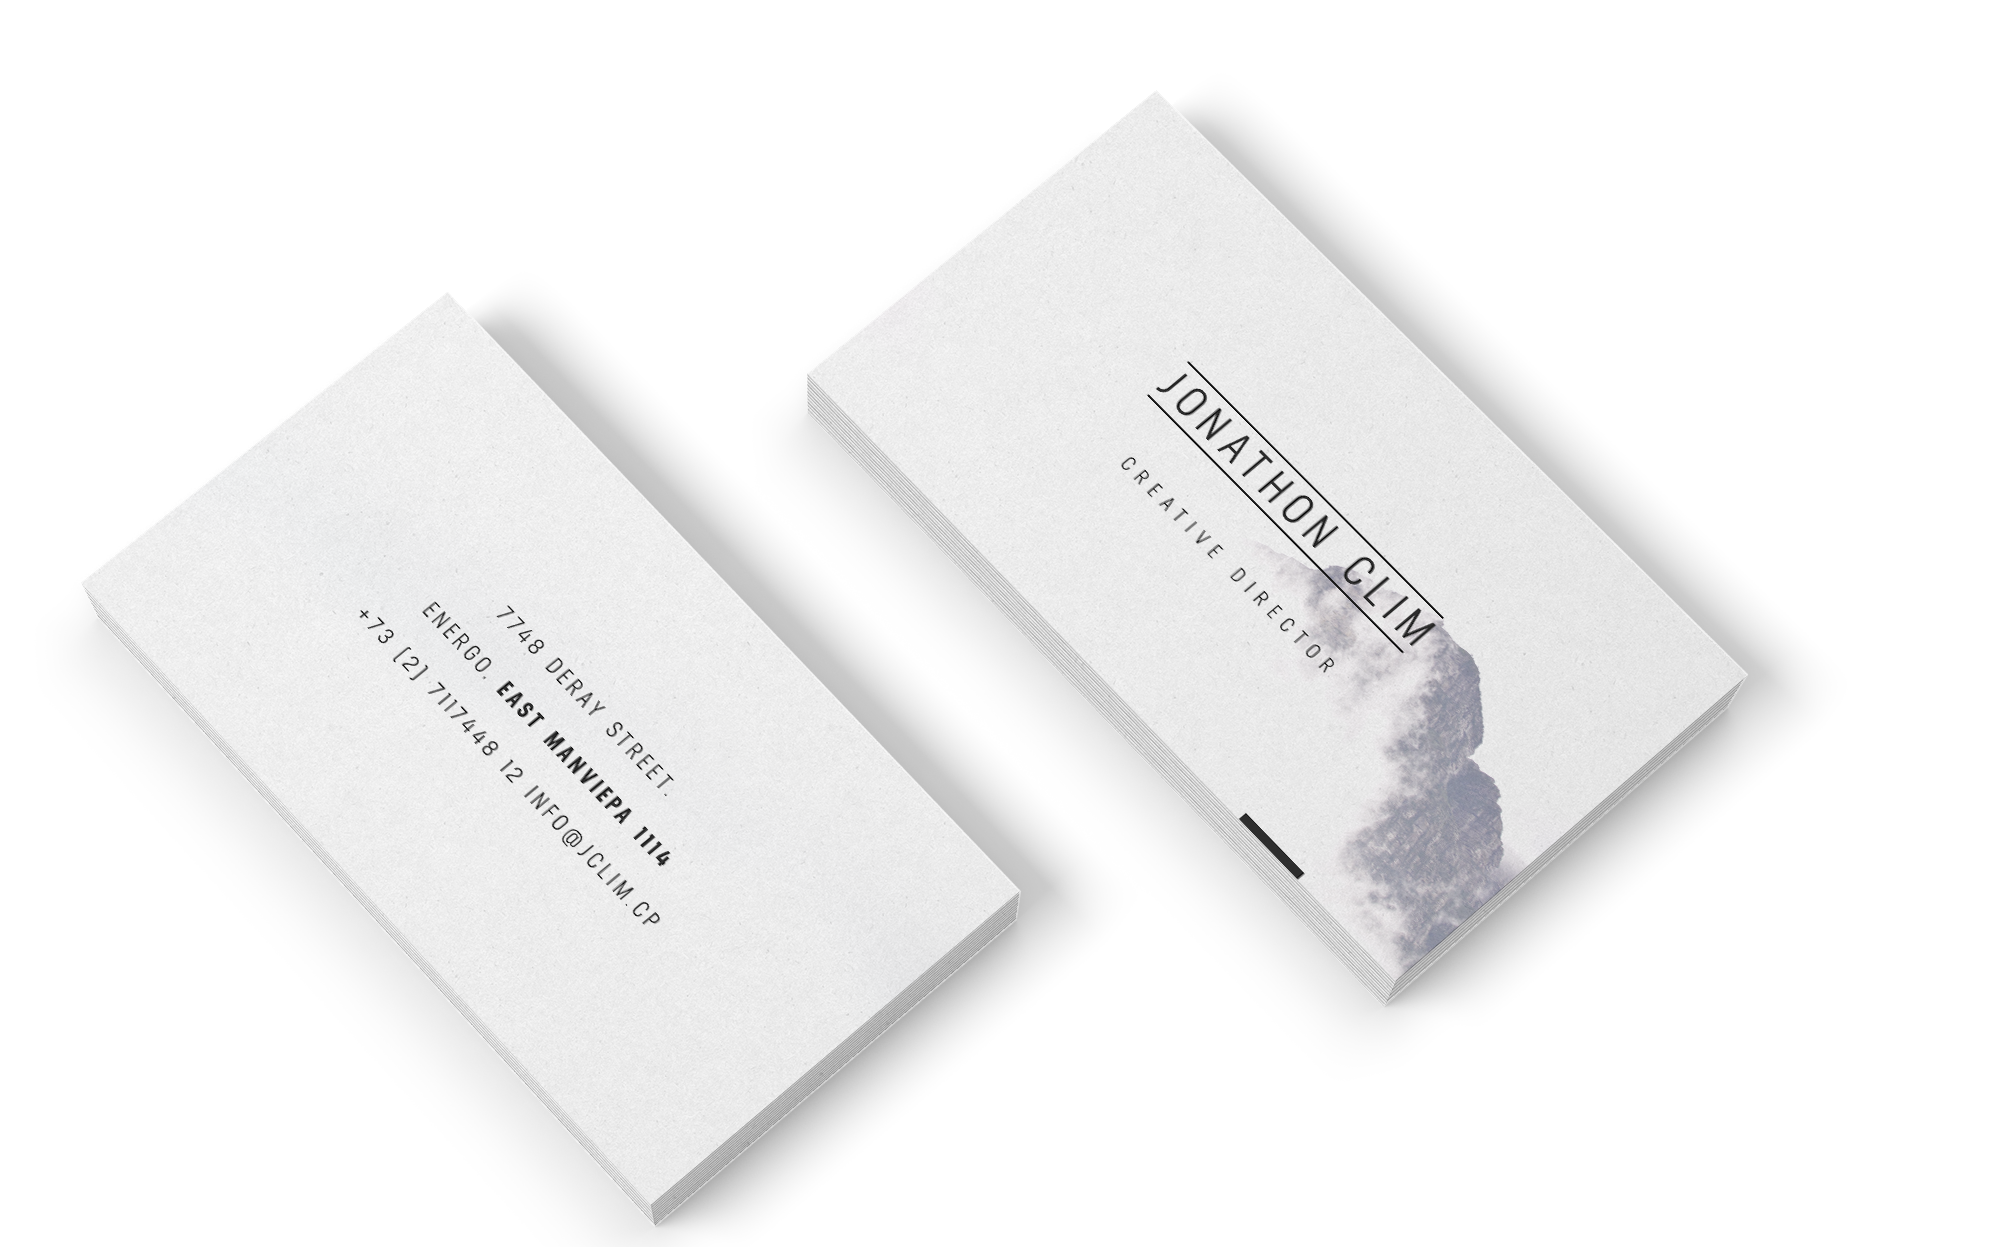 7748 DERAY STREET.
ENERGO. EAST MANVIEPA 1114
+73 [2] 7117448 12 INFO@JCLIM.CP
JONATHON CLIM
CREATIVE DIRECTOR